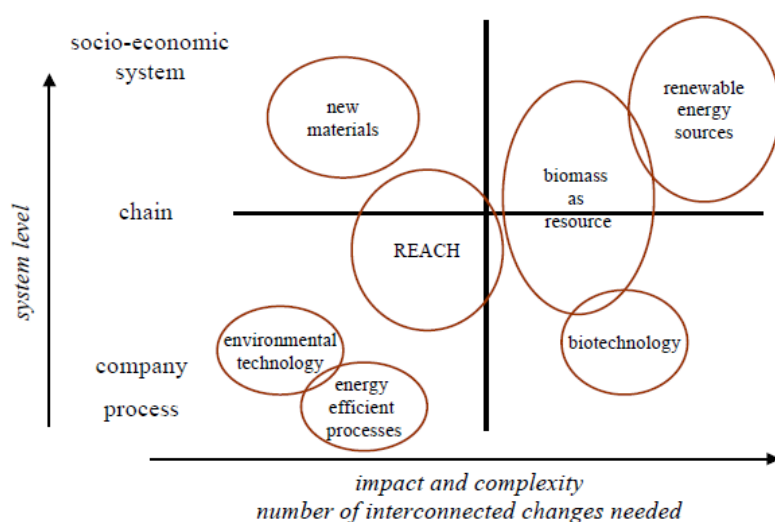 socio-economic
system
new
materials
renewable
energy
sources
biomass
as
resource
chain
REACH
system level
environmental
technology
biotechnology
company
energy
efficient
processes
process
impact and complexity
number of interconnected changes needed